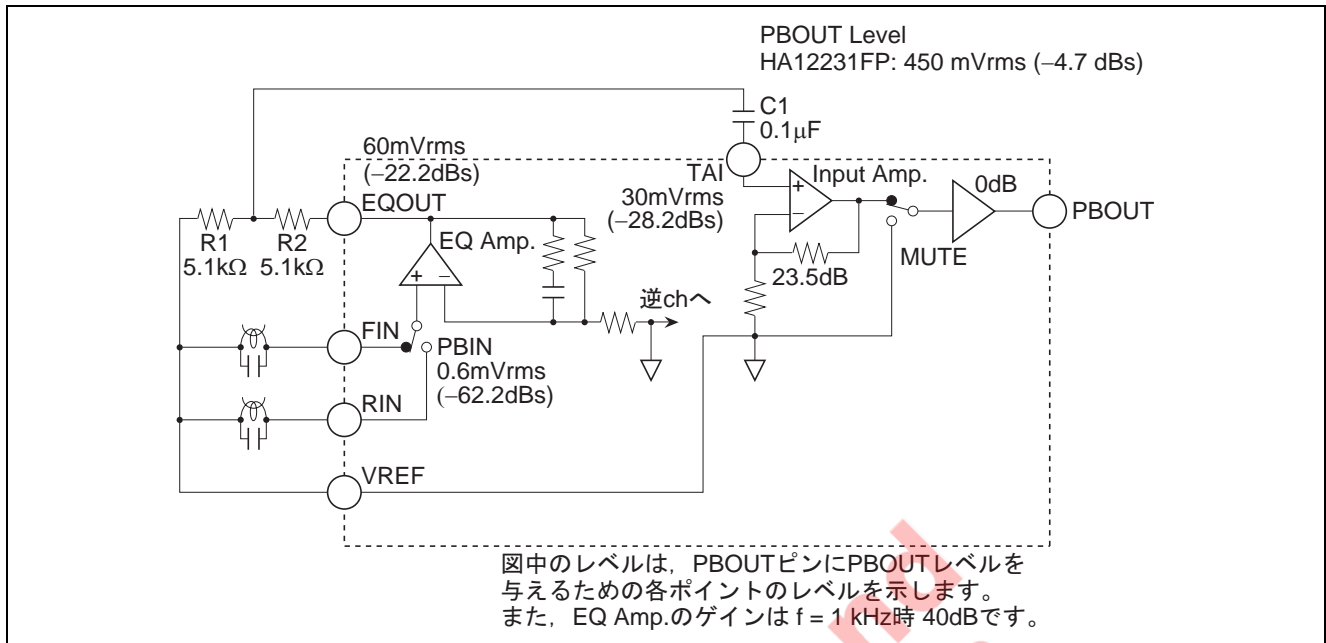 PBOUT Level
HA12231FP: 450 mVrms (−4.7 dBs)
C1
0.1μF
60mVrms
(−22.2dBs)
TAI
30mVrms
(−28.2dBs)
Input Amp.
0dB
EQOUT
PBOUT
R1
5.1kΩ
R2
5.1kΩ
EQ Amp.
+
−
+
−
MUTE
23.5dB
逆chへ
FIN
PBIN
0.6mVrms
(−62.2dBs)
RIN
VREF
図中のレベルは，PBOUTピンにPBOUTレベルを
与えるための各ポイントのレベルを示します。
また，EQ Amp.のゲインは f = 1 kHz時 40dBです。
nd